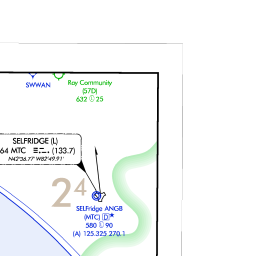 SWWAN
Ray Community
(57D)
632 25
SELFRIDGE (L)
64 MTC (133.7)
N42°36.77' W82°49.91'
24
SELFridge ANGB
(MTC) D*
580 90
(A) 125.325 270.1